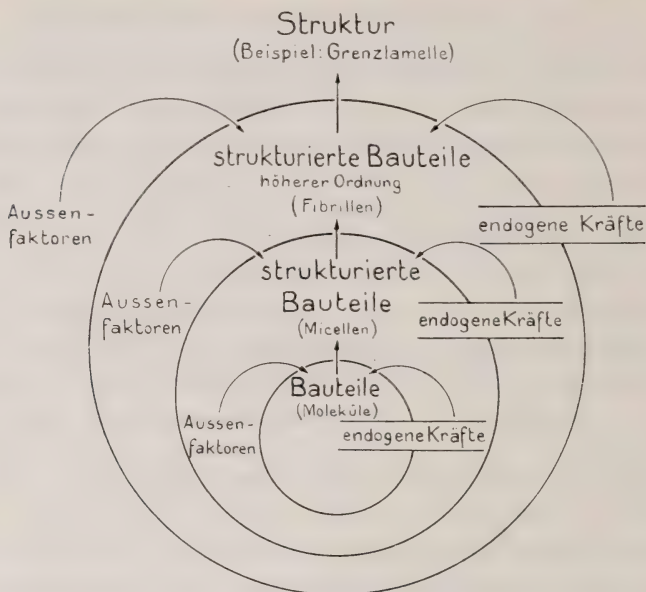 Struktur
(Beispiel: Grenzlamelle)
strukturierte Bauteile
höherer Ordnung
(Fibrillen)
Aussen-
faktoren
endogene Kräfte
strukturierte
Bauteile
(Micellen)
Aussen-
faktoren
endogene Kräfte
Bauteile
(Moleküle)
Aussen-
faktoren
endogene Kräfte